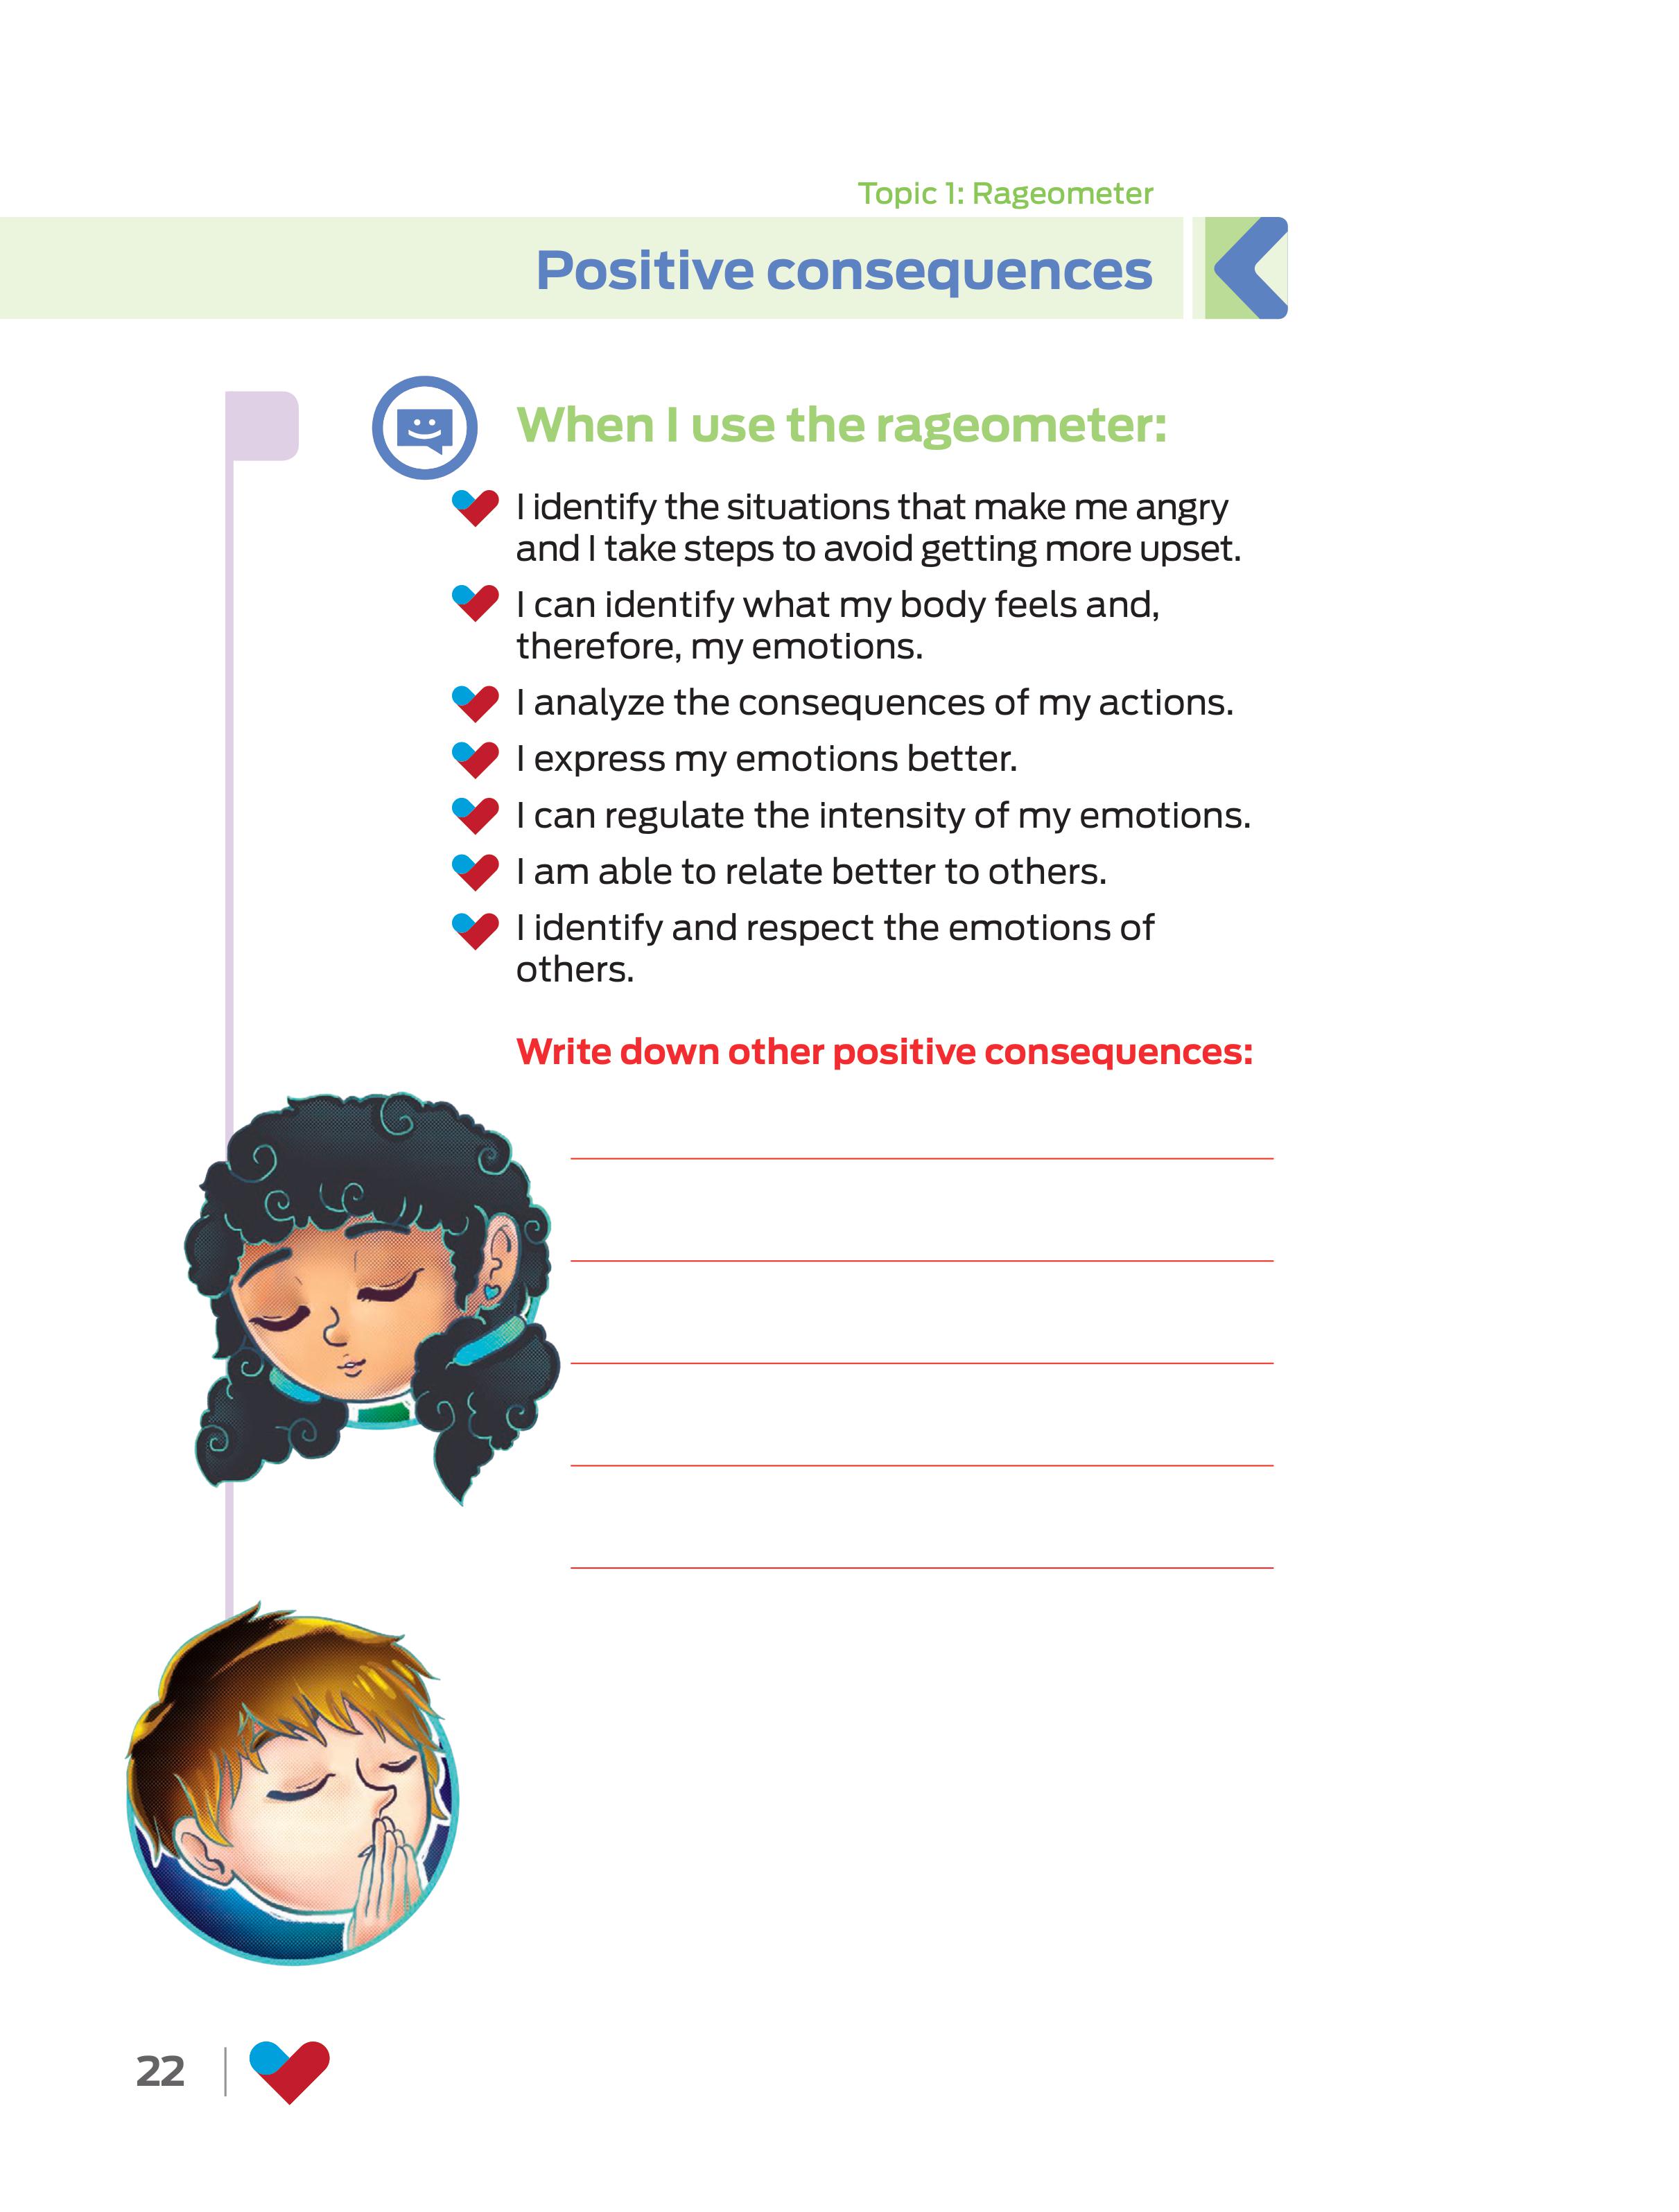 Topic 1: Rageometer
Positive consequences
When I use the rageometer:
I identify the situations that make me angry
and I take steps to avoid getting more upset.
I can identify what my body feels and,
therefore, my emotions.
I analyze the consequences of my actions.
I express my emotions better.
I can regulate the intensity of my emotions.
I am able to relate better to others.
I identify and respect the emotions of
others.
Write down other positive consequences:
22